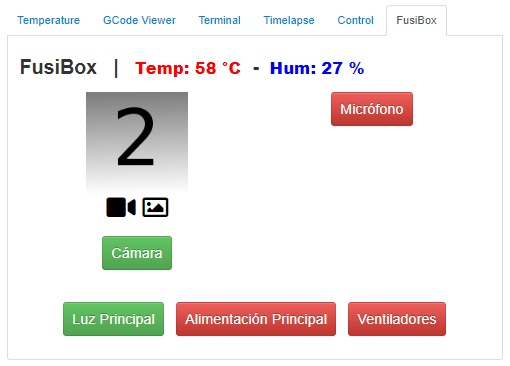 Temperature GCode Viewer Terminal Timelapse Control FusiBox
FusiBox | Temp: 58 °C - Hum: 27 %
2
Micrófono
Cámara
Luz Principal Alimentación Principal Ventiladores